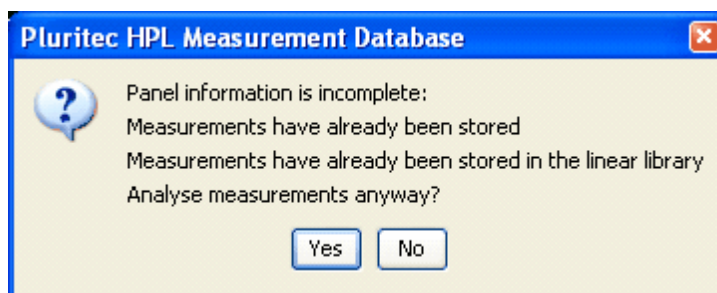 Pluritec HPL Measurement Database
Panel information is incomplete:
Measurements have already been stored
Measurements have already been stored in the linear library
Analyse measurements anyway?
Yes No